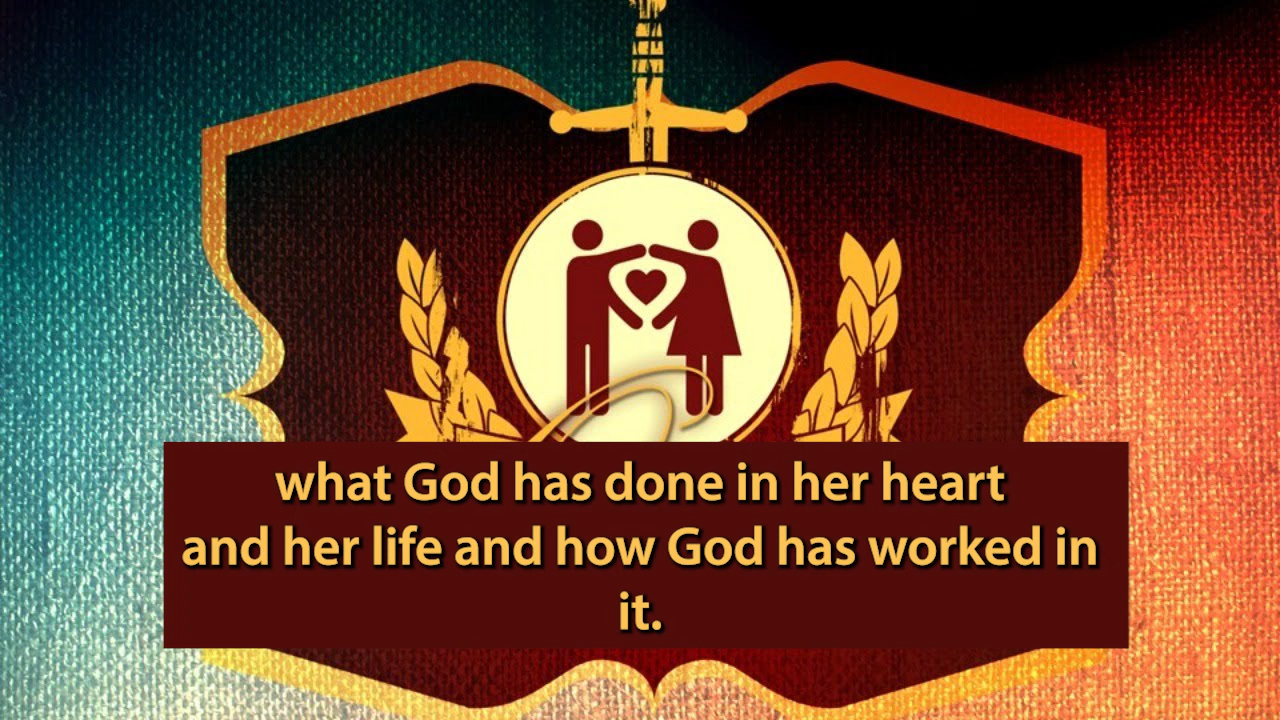 what God has done in her heart
and her life and how God has worked in
it.